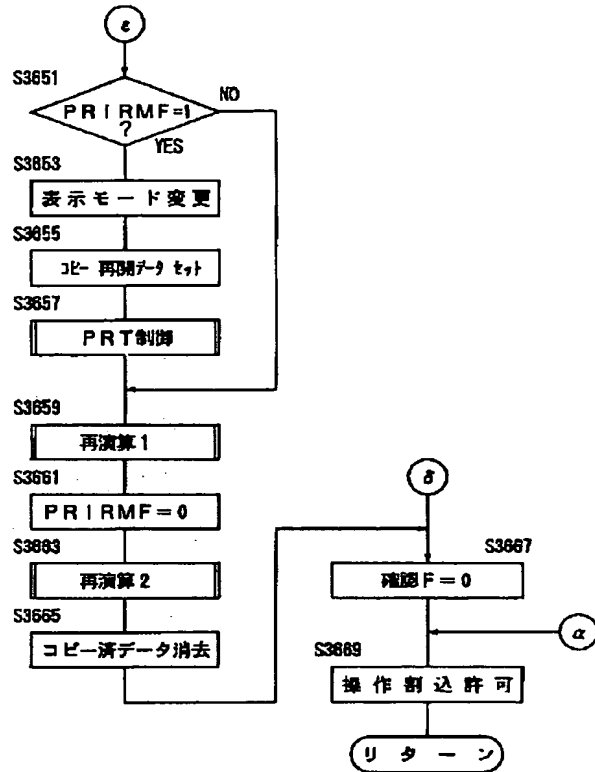 ε
S3651
PRIRMF=1
?
NO
YES
S3653
表示モード変更
S3655
コピー再開データセット
S3657
PRT制御
S3659
再演算1
S3661
PRIRMF=0
S3663
再演算2
S3665
コピー済データ消去
δ
S3667
確認F=0
α
S3669
操作割込許可
リターン